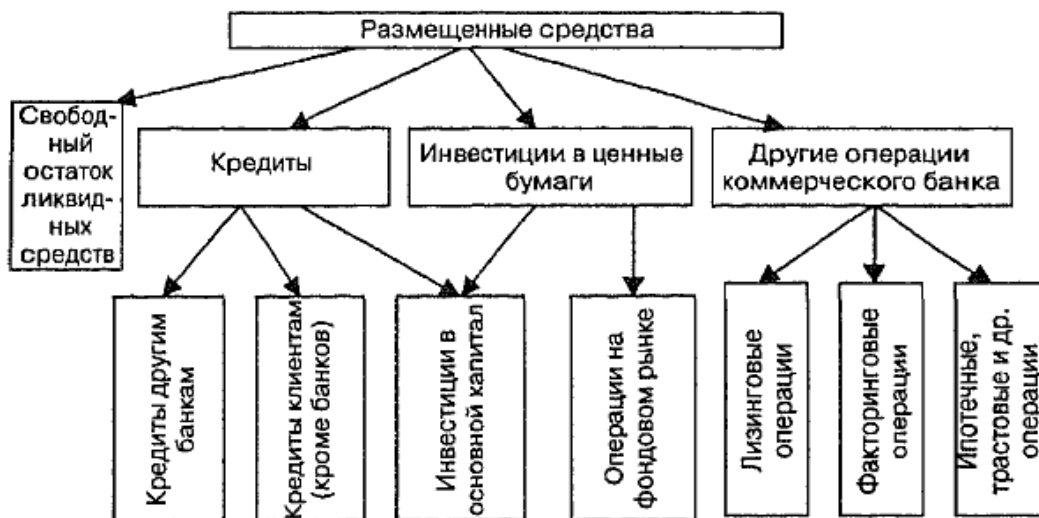 Размещенные средства
Свобод-
ный
остаток
ликвид-
ных
средств
Кредиты
Инвестиции в ценные
бумаги
Другие операции
коммерческого банка
Кредиты другим
банкам
Кредиты клиентам
(кроме банков)
Инвестиции в
основной капитал
Операции на
фондовом рынке
Лизинговые
операции
Факторинговые
операции
Ипотечные,
трастовые и др.
операции